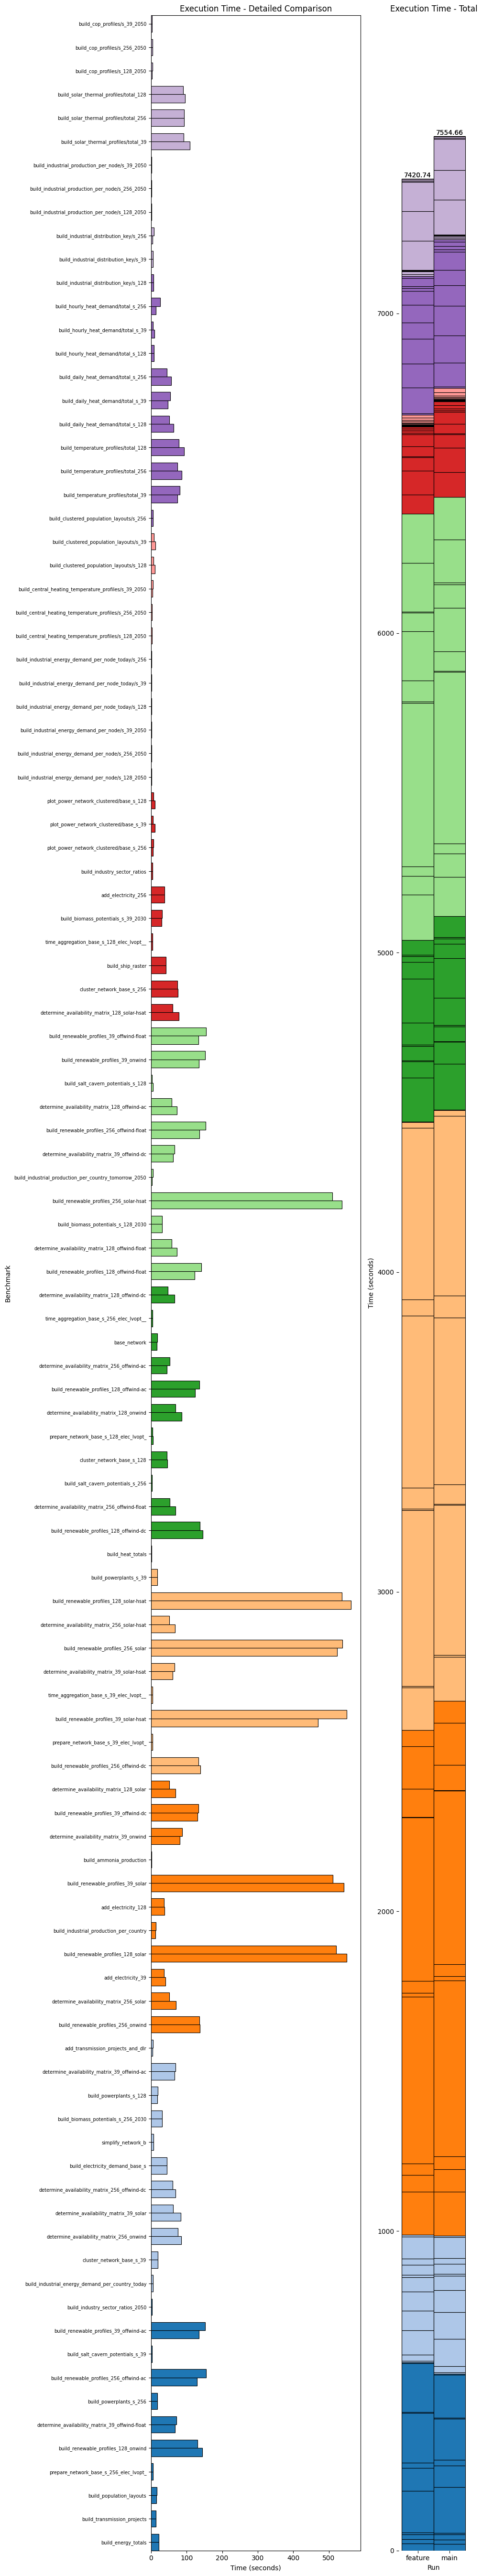 Execution Time - Detailed Comparison
Execution Time - Total
build_cop_profiles/s_39_2050
build_cop_profiles/s_256_2050
build_cop_profiles/s_128_2050
build_solar_thermal_profiles/total_128
build_solar_thermal_profiles/total_256
build_solar_thermal_profiles/total_39
build_industrial_production_per_node/s_39_2050
build_industrial_production_per_node/s_256_2050
build_industrial_production_per_node/s_128_2050
build_industrial_distribution_key/s_256
build_industrial_distribution_key/s_39
build_industrial_distribution_key/s_128
build_hourly_heat_demand/total_s_256
build_hourly_heat_demand/total_s_39
build_hourly_heat_demand/total_s_128
build_daily_heat_demand/total_s_256
build_daily_heat_demand/total_s_39
build_daily_heat_demand/total_s_128
build_temperature_profiles/total_128
build_temperature_profiles/total_256
build_temperature_profiles/total_39
build_clustered_population_layouts/s_256
build_clustered_population_layouts/s_39
build_clustered_population_layouts/s_128
build_central_heating_temperature_profiles/s_39_2050
build_central_heating_temperature_profiles/s_256_2050
build_central_heating_temperature_profiles/s_128_2050
build_industrial_energy_demand_per_node_today/s_256
build_industrial_energy_demand_per_node_today/s_39
build_industrial_energy_demand_per_node_today/s_128
build_industrial_energy_demand_per_node/s_39_2050
build_industrial_energy_demand_per_node/s_256_2050
build_industrial_energy_demand_per_node/s_128_2050
plot_power_network_clustered/base_s_128
plot_power_network_clustered/base_s_39
plot_power_network_clustered/base_s_256
build_industry_sector_ratios
add_electricity_256
build_biomass_potentials_s_39_2030
time_aggregation_base_s_128_elec_lvopt__
build_ship_raster
cluster_network_base_s_256
determine_availability_matrix_128_solar-hsat
build_renewable_profiles_39_offwind-float
build_renewable_profiles_39_onwind
build_salt_cavern_potentials_s_128
determine_availability_matrix_128_offwind-ac
build_renewable_profiles_256_offwind-float
determine_availability_matrix_39_offwind-dc
build_industrial_production_per_country_tomorrow_2050
build_renewable_profiles_256_solar-hsat
build_biomass_potentials_s_128_2030
determine_availability_matrix_128_offwind-float
build_renewable_profiles_128_offwind-float
determine_availability_matrix_128_offwind-dc
time_aggregation_base_s_256_elec_lvopt__
base_network
determine_availability_matrix_256_offwind-ac
build_renewable_profiles_128_offwind-ac
determine_availability_matrix_128_onwind
prepare_network_base_s_128_elec_lvopt_
cluster_network_base_s_128
build_salt_cavern_potentials_s_256
determine_availability_matrix_256_offwind-float
build_renewable_profiles_128_offwind-dc
build_heat_totals
build_powerplants_s_39
build_renewable_profiles_128_solar-hsat
determine_availability_matrix_256_solar-hsat
build_renewable_profiles_256_solar
determine_availability_matrix_39_solar-hsat
time_aggregation_base_s_39_elec_lvopt__
build_renewable_profiles_39_solar-hsat
prepare_network_base_s_39_elec_lvopt_
build_renewable_profiles_256_offwind-dc
determine_availability_matrix_128_solar
build_renewable_profiles_39_offwind-dc
determine_availability_matrix_39_onwind
build_ammonia_production
build_renewable_profiles_39_solar
add_electricity_128
build_industrial_production_per_country
build_renewable_profiles_128_solar
add_electricity_39
determine_availability_matrix_256_solar
build_renewable_profiles_256_onwind
add_transmission_projects_and_dlr
determine_availability_matrix_39_offwind-ac
build_powerplants_s_128
build_biomass_potentials_s_256_2030
simplify_network_b
build_electricity_demand_base_s
determine_availability_matrix_256_offwind-dc
determine_availability_matrix_39_solar
determine_availability_matrix_256_onwind
cluster_network_base_s_39
build_industrial_energy_demand_per_country_today
build_industry_sector_ratios_2050
build_renewable_profiles_39_offwind-ac
build_salt_cavern_potentials_s_39
build_renewable_profiles_256_offwind-ac
build_powerplants_s_256
determine_availability_matrix_39_offwind-float
build_renewable_profiles_128_onwind
prepare_network_base_s_256_elec_lvopt_
build_population_layouts
build_transmission_projects
build_energy_totals
Benchmark
0 100 200 300 400 500
Time (seconds)
7420.74
7554.66
7000
6000
5000
4000
3000
2000
1000
0
Time (seconds)
feature main
Run